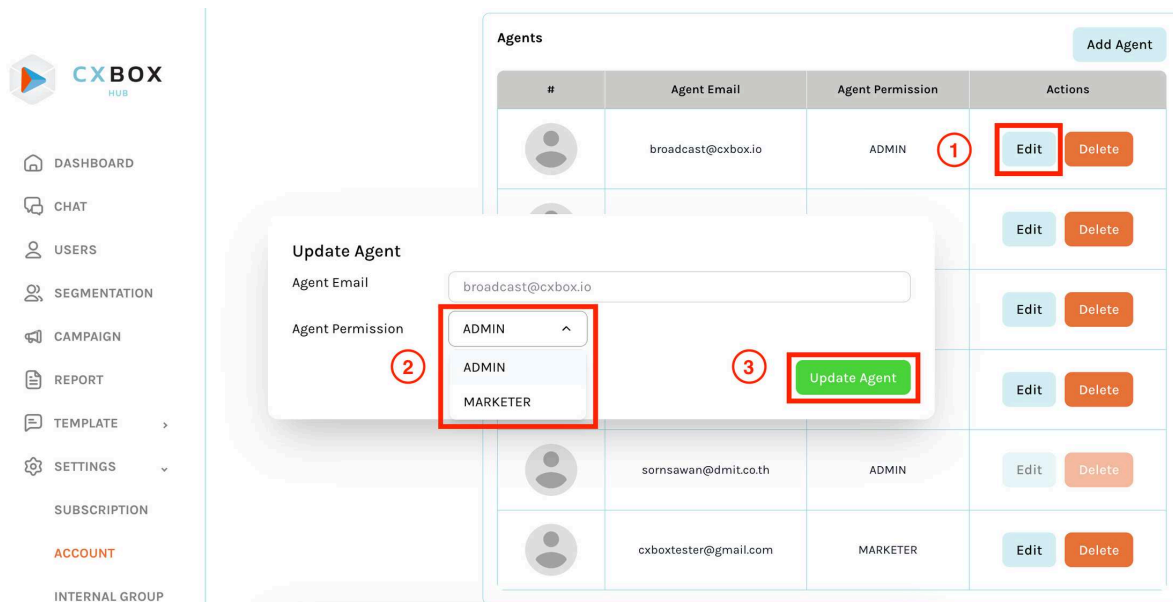 CXBOX
HUB
DASHBOARD
CHAT
USERS
SEGMENTATION
CAMPAIGN
REPORT
TEMPLATE
SETTINGS
SUBSCRIPTION
ACCOUNT
INTERNAL GROUP
Agents
Add Agent
# Agent Email Agent Permission Actions
broadcast@cxbox.io ADMIN 1 Edit Delete
Edit Delete
Edit Delete
Edit Delete
sornsawan@dmit.co.th ADMIN Edit Delete
cxboxtester@gmail.com MARKETER Edit Delete
Update Agent
Agent Email broadcast@cxbox.io
Agent Permission ADMIN
2 ADMIN
MARKETER
3 Update Agent